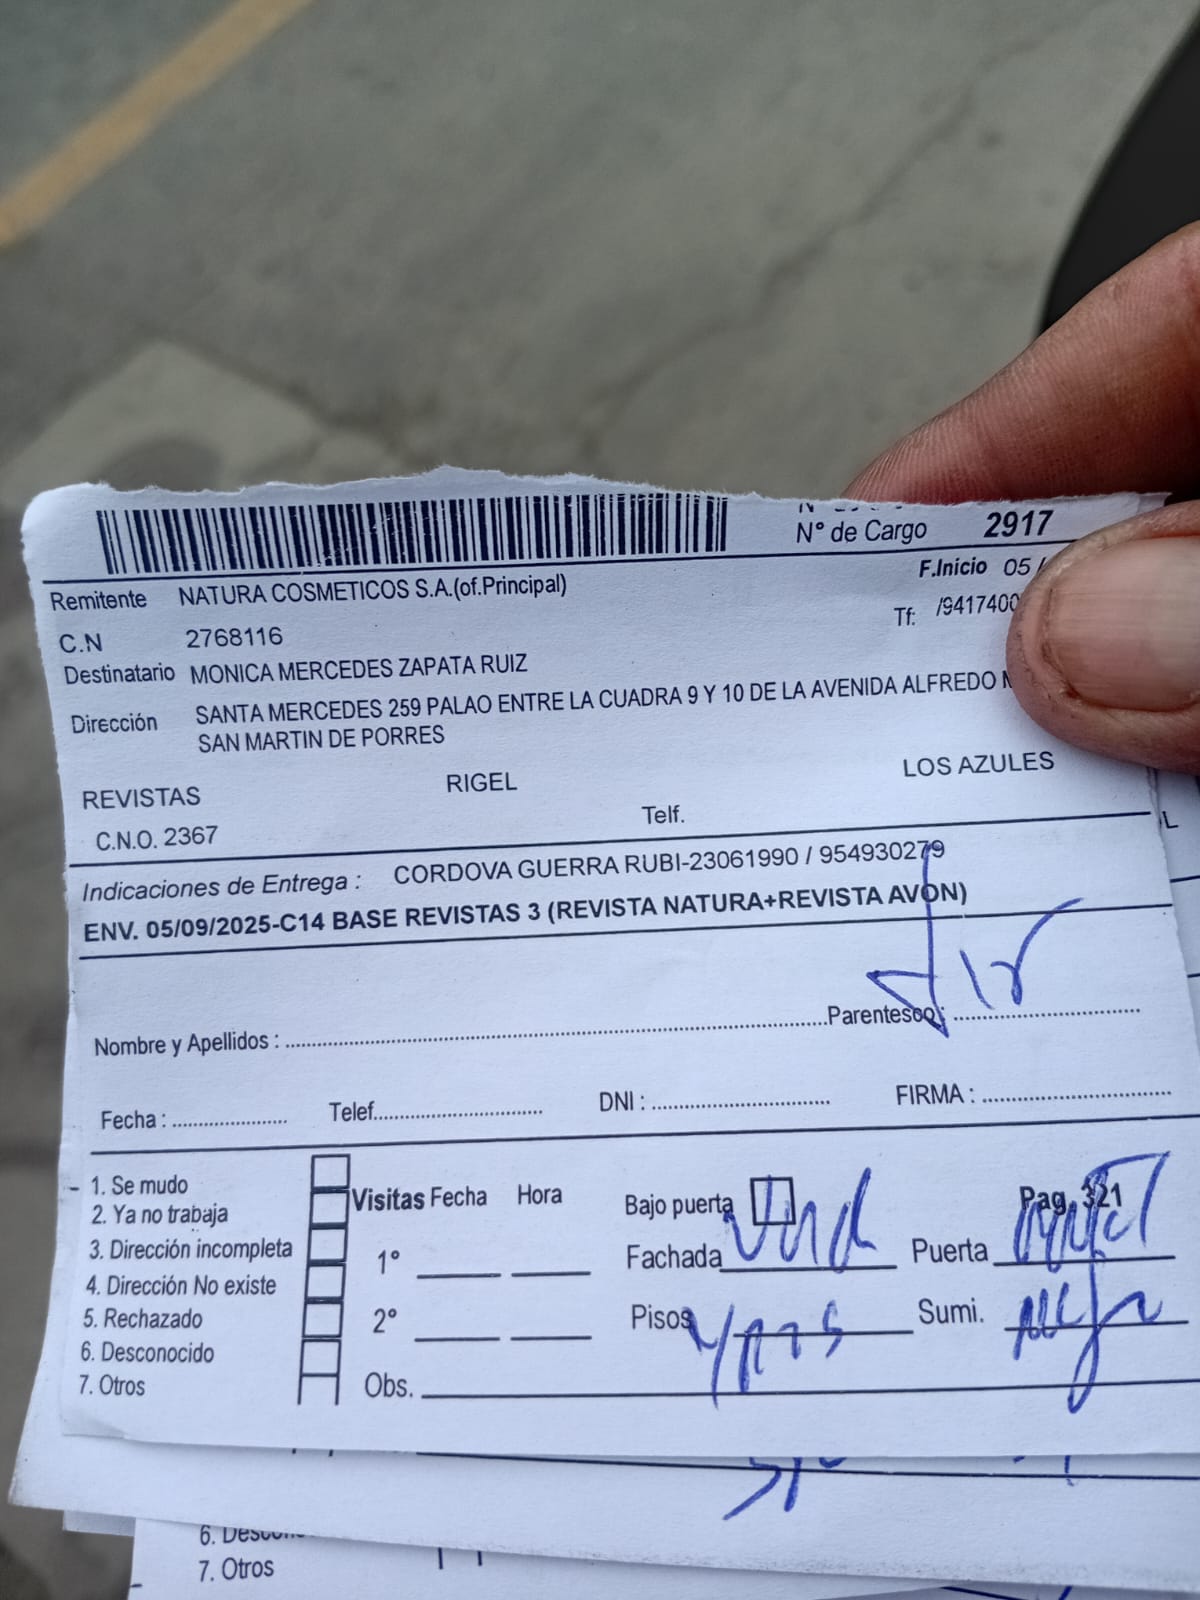 N° de Cargo 2917
Remitente NATURA COSMETICOS S.A.(of.Principal) F.Inicio 05 /
C.N 2768116 Tf: /9417400
Destinatario MONICA MERCEDES ZAPATA RUIZ
Dirección SANTA MERCEDES 259 PALAO ENTRE LA CUADRA 9 Y 10 DE LA AVENIDA ALFREDO
SAN MARTIN DE PORRES
REVISTAS RIGEL LOS AZULES
C.N.O. 2367 Telf.
Indicaciones de Entrega : CORDOVA GUERRA RUBI-23061990 / 954930279
ENV. 05/09/2025-C14 BASE REVISTAS 3 (REVISTA NATURA+REVISTA AVON)
Nombre y Apellidos : Parentesco :
Fecha : Telef. DNI : FIRMA :
1. Se mudo
2. Ya no trabaja
3. Dirección incompleta
4. Dirección No existe
5. Rechazado
6. Desconocido
7. Otros
Visitas Fecha Hora
1°
2°
Obs.
Bajo puerta Pag. 321
Fachada Puerta
Pisos 4 Sumi.
6. Desconocido
7. Otros